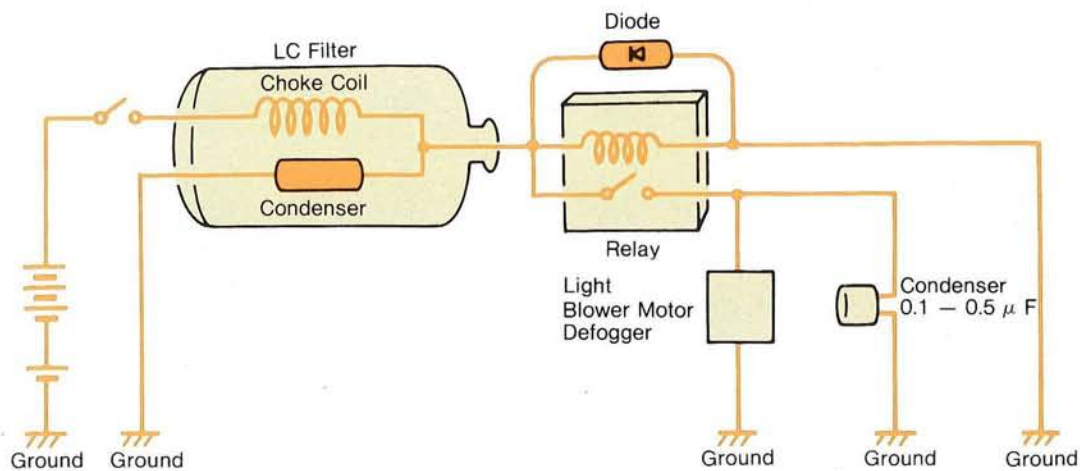 Diode
LC Filter
Choke Coil
Condenser
Relay
Light
Blower Motor
Defogger
Condenser
0.1 — 0.5 μ F
Ground
Ground
Ground
Ground
Ground